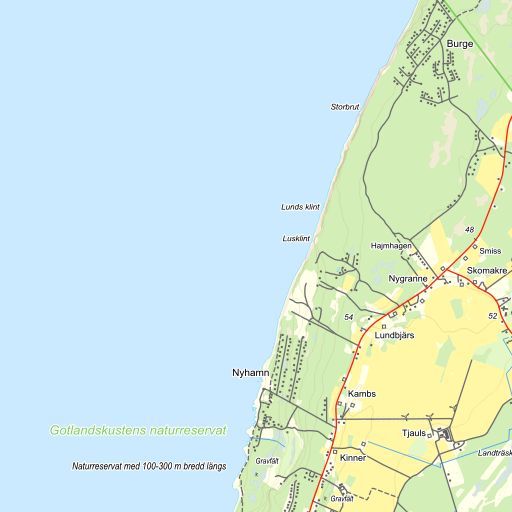 Burge
Storbrut
Lunds klint
48
Lusklint
Hajmhagen
Smiss
Skomakre
Nygranne
54
52
Lundbjärs
Nyhamn
Kambs
Gotlandskustens naturreservat
Tjauls
Naturreservat med 100-300 m bredd längs
Gravfält
Kinner
Landträsk
Gravfält